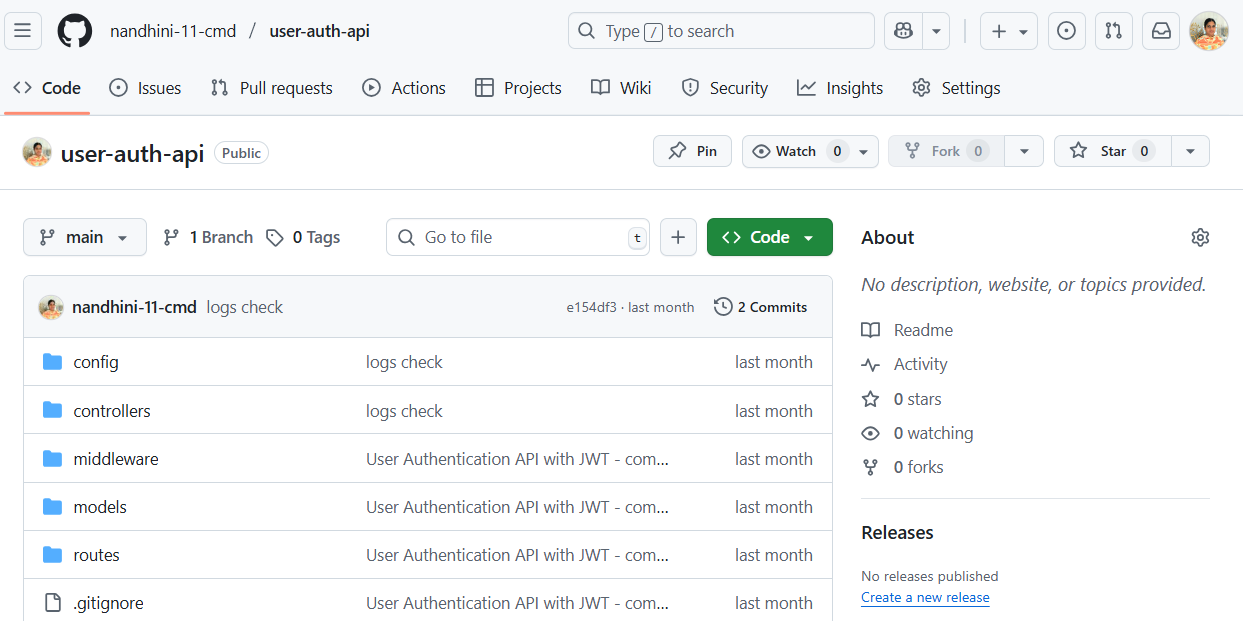 nandhini-11-cmd / user-auth-api
Type / to search
Code Issues Pull requests Actions Projects Wiki Security Insights Settings
user-auth-api Public
Pin Watch 0 Fork 0 Star 0
main 1 Branch 0 Tags Go to file t Code
nandhini-11-cmd logs check e154df3 · last month 2 Commits
config logs check last month
controllers logs check last month
middleware User Authentication API with JWT - com... last month
models User Authentication API with JWT - com... last month
routes User Authentication API with JWT - com... last month
.gitignore User Authentication API with JWT - com... last month
About
No description, website, or topics provided.
Readme
Activity
0 stars
0 watching
0 forks
Releases
No releases published
Create a new release